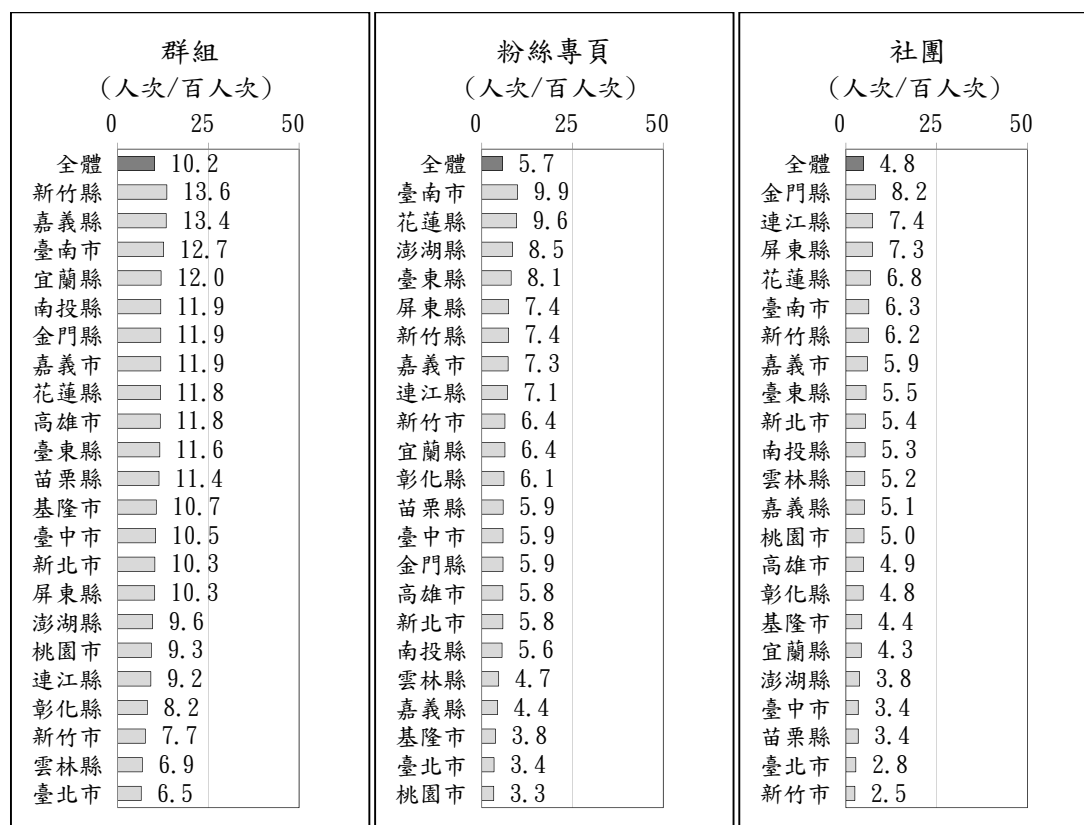 群組
(人次/百人次)
0 25 50
全體 10.2
新竹縣 13.6
嘉義縣 13.4
臺南市 12.7
宜蘭縣 12.0
南投縣 11.9
金門縣 11.9
嘉義市 11.9
花蓮縣 11.8
高雄市 11.8
臺東縣 11.6
苗栗縣 11.4
基隆市 10.7
臺中市 10.5
新北市 10.3
屏東縣 10.3
澎湖縣 9.6
桃園市 9.3
連江縣 9.2
彰化縣 8.2
新竹市 7.7
雲林縣 6.9
臺北市 6.5
粉絲專頁
(人次/百人次)
0 25 50
全體 5.7
臺南市 9.9
花蓮縣 9.6
澎湖縣 8.5
臺東縣 8.1
屏東縣 7.4
新竹縣 7.4
嘉義市 7.3
連江縣 7.1
新竹市 6.4
宜蘭縣 6.4
彰化縣 6.1
苗栗縣 5.9
臺中市 5.9
金門縣 5.9
高雄市 5.8
新北市 5.8
南投縣 5.6
雲林縣 4.7
嘉義縣 4.4
基隆市 3.8
臺北市 3.4
桃園市 3.3
社團
(人次/百人次)
0 25 50
全體 4.8
金門縣 8.2
連江縣 7.4
屏東縣 7.3
花蓮縣 6.8
臺南市 6.3
新竹縣 6.2
嘉義市 5.9
臺東縣 5.5
新北市 5.4
南投縣 5.3
雲林縣 5.2
嘉義縣 5.1
桃園市 5.0
高雄市 4.9
彰化縣 4.8
基隆市 4.4
宜蘭縣 4.3
澎湖縣 3.8
臺中市 3.4
苗栗縣 3.4
臺北市 2.8
新竹市 2.5